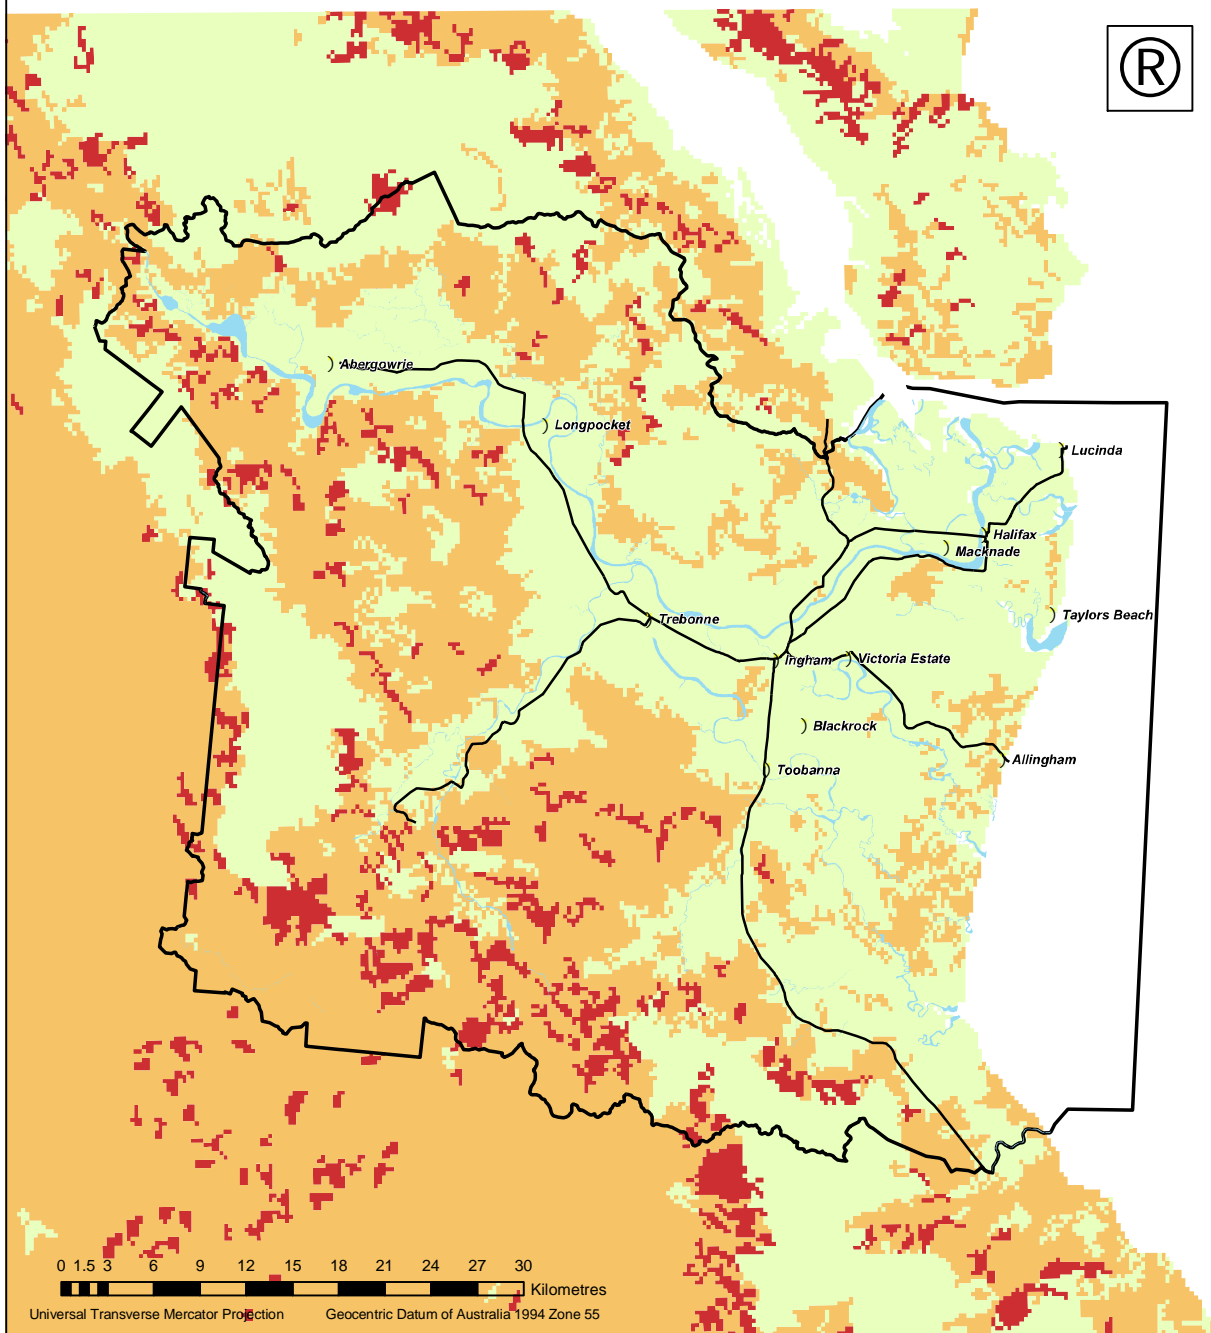 ®
Abergowrie
Longpocket
Lucinda
Halifax
Macknade
Taylors Beach
Trebonne
Ingham
Victoria Estate
Blackrock
Allingham
Toobanna
0 1.5 3 6 9 12 15 18 21 24 27 30
Kilometres
Universal Transverse Mercator Projection Geocentric Datum of Australia 1994 Zone 55